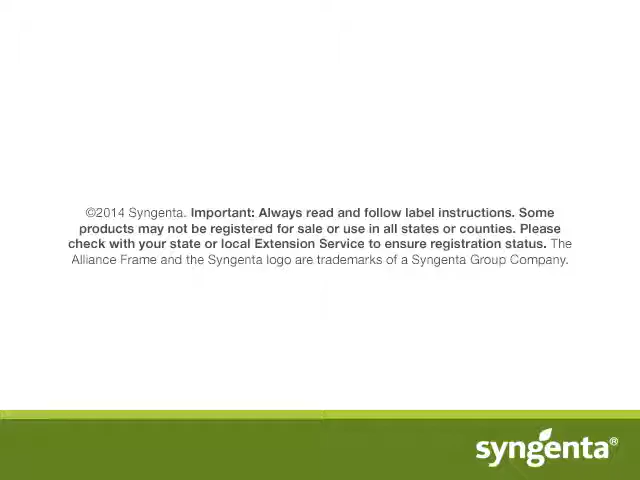 ©2014 Syngenta. Important: Always read and follow label instructions. Some
products may not be registered for sale or use in all states or counties. Please
check with your state or local Extension Service to ensure registration status. The
Alliance Frame and the Syngenta logo are trademarks of a Syngenta Group Company.
syngenta®